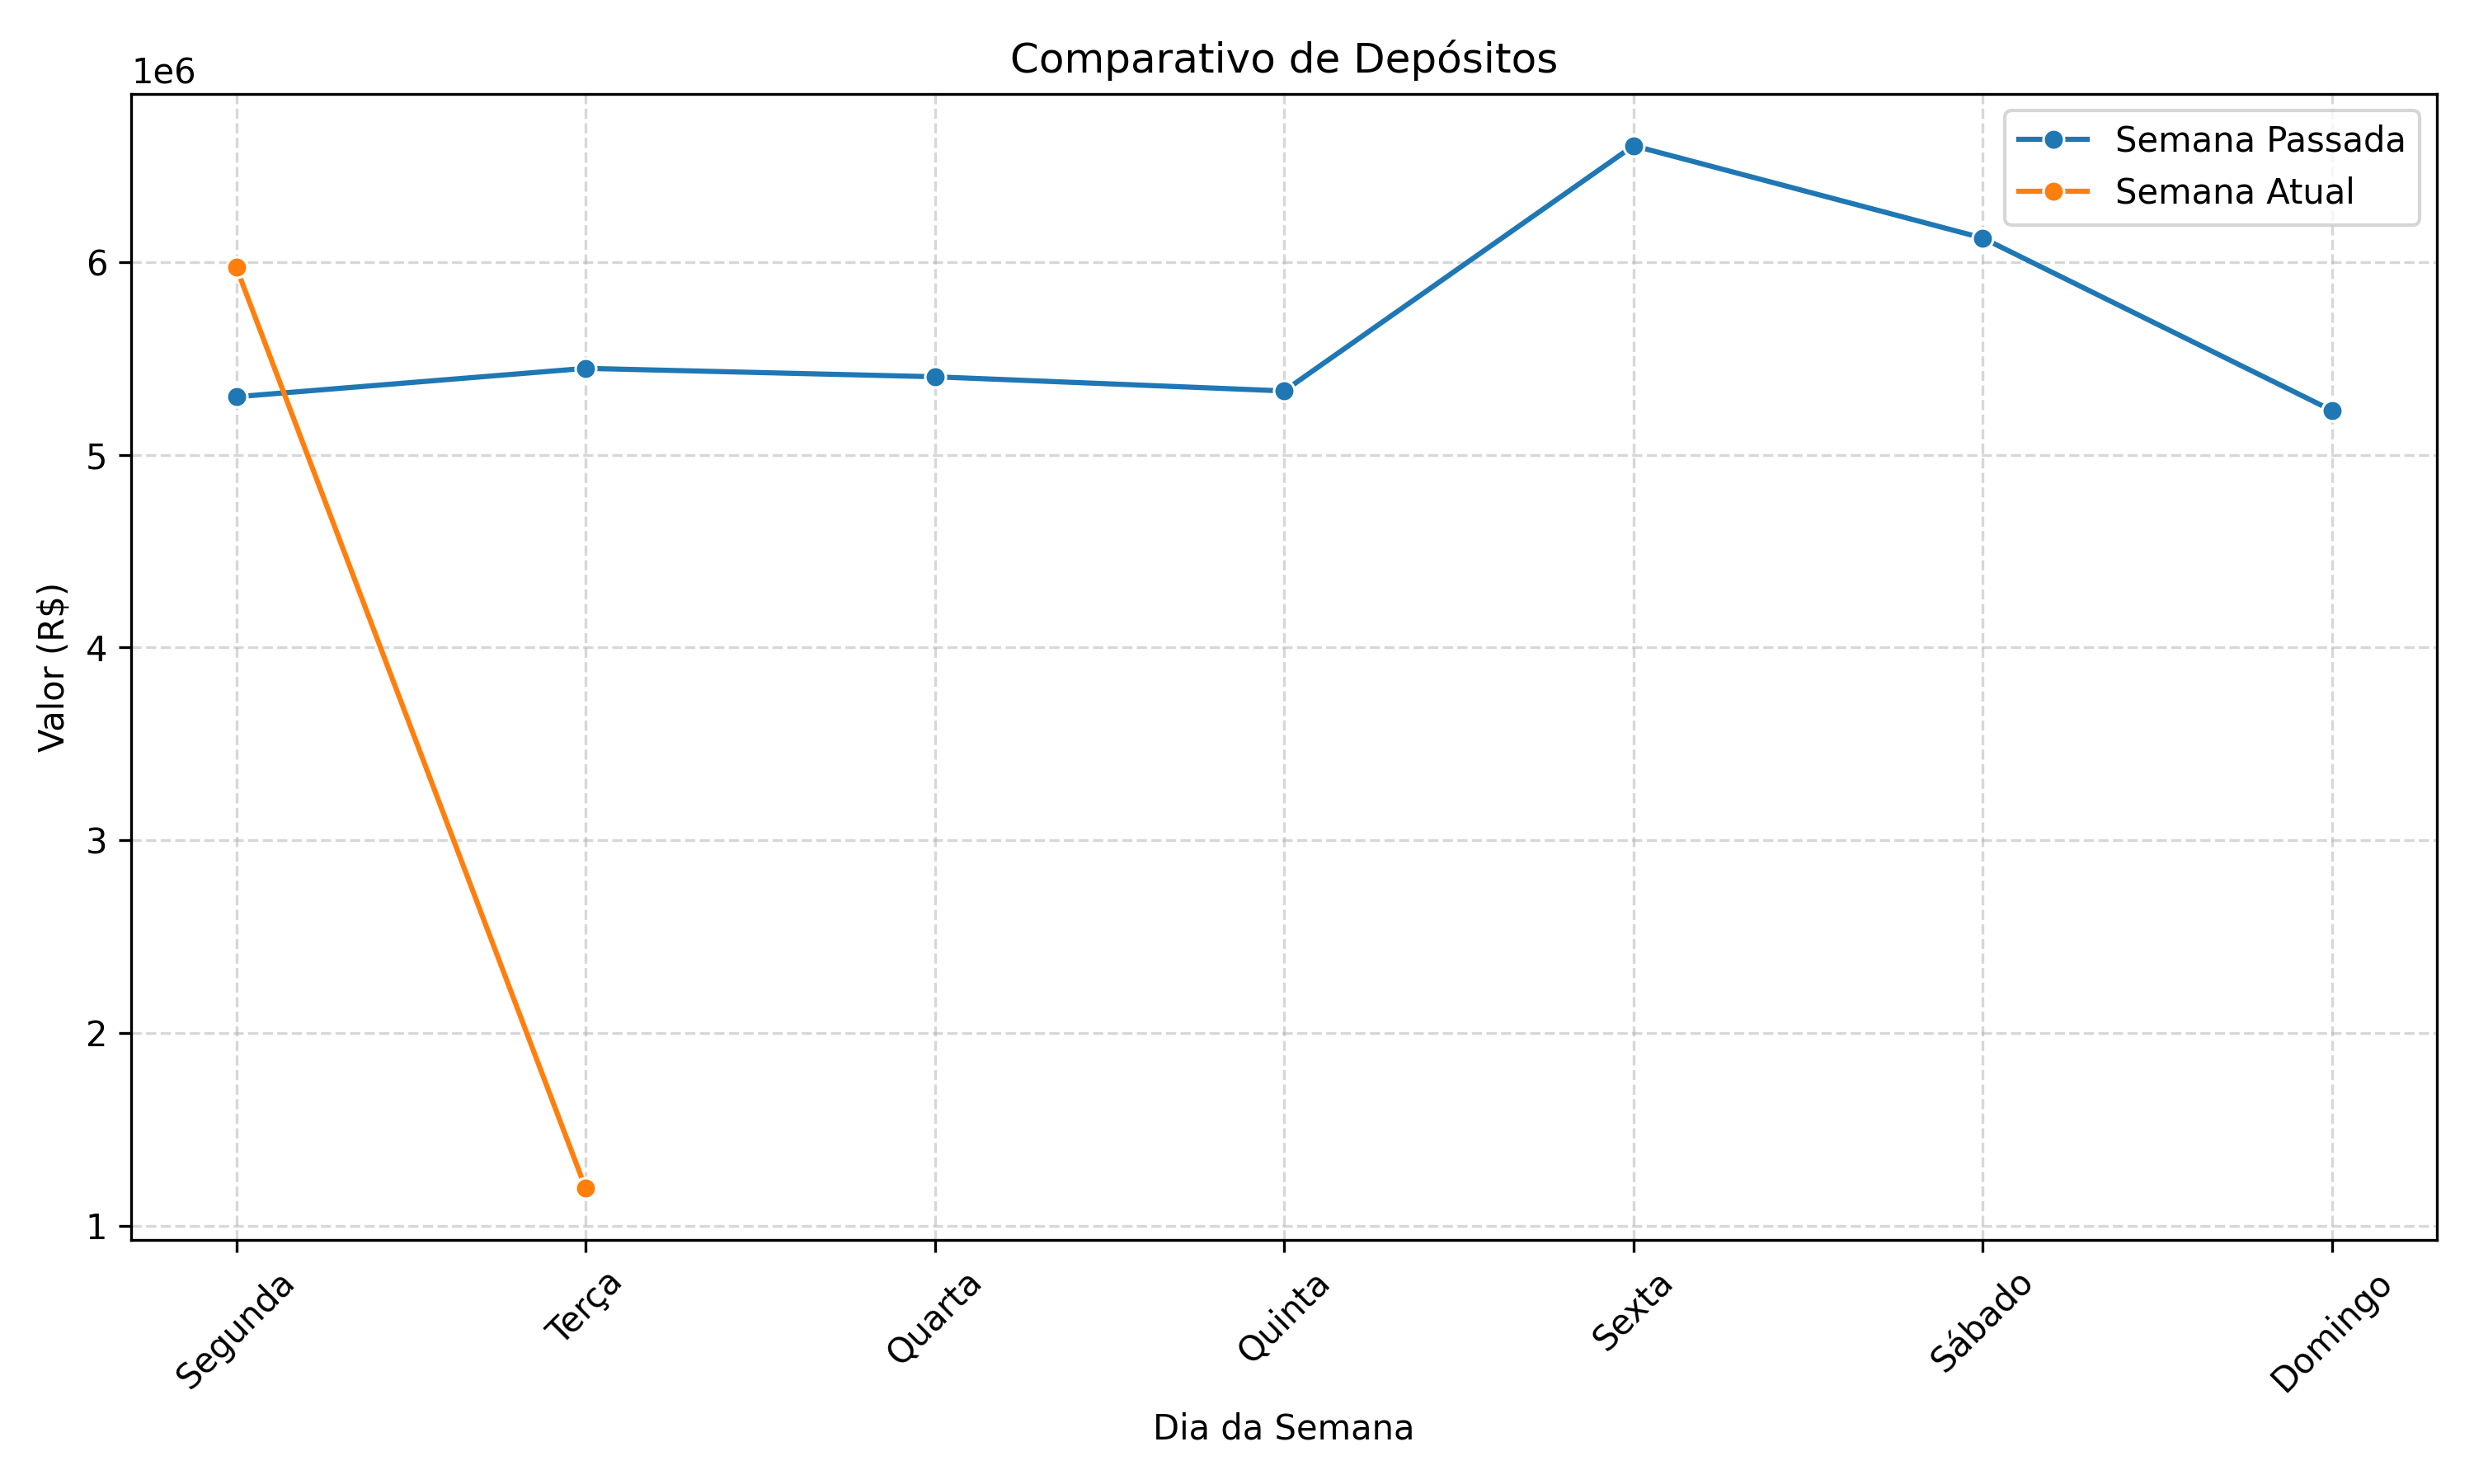 Comparativo de Depósitos
1e6
Semana Passada
Semana Atual
6
5
4
3
2
1
Valor (R$)
Segunda
Terça
Quarta
Quinta
Sexta
Sábado
Domingo
Dia da Semana